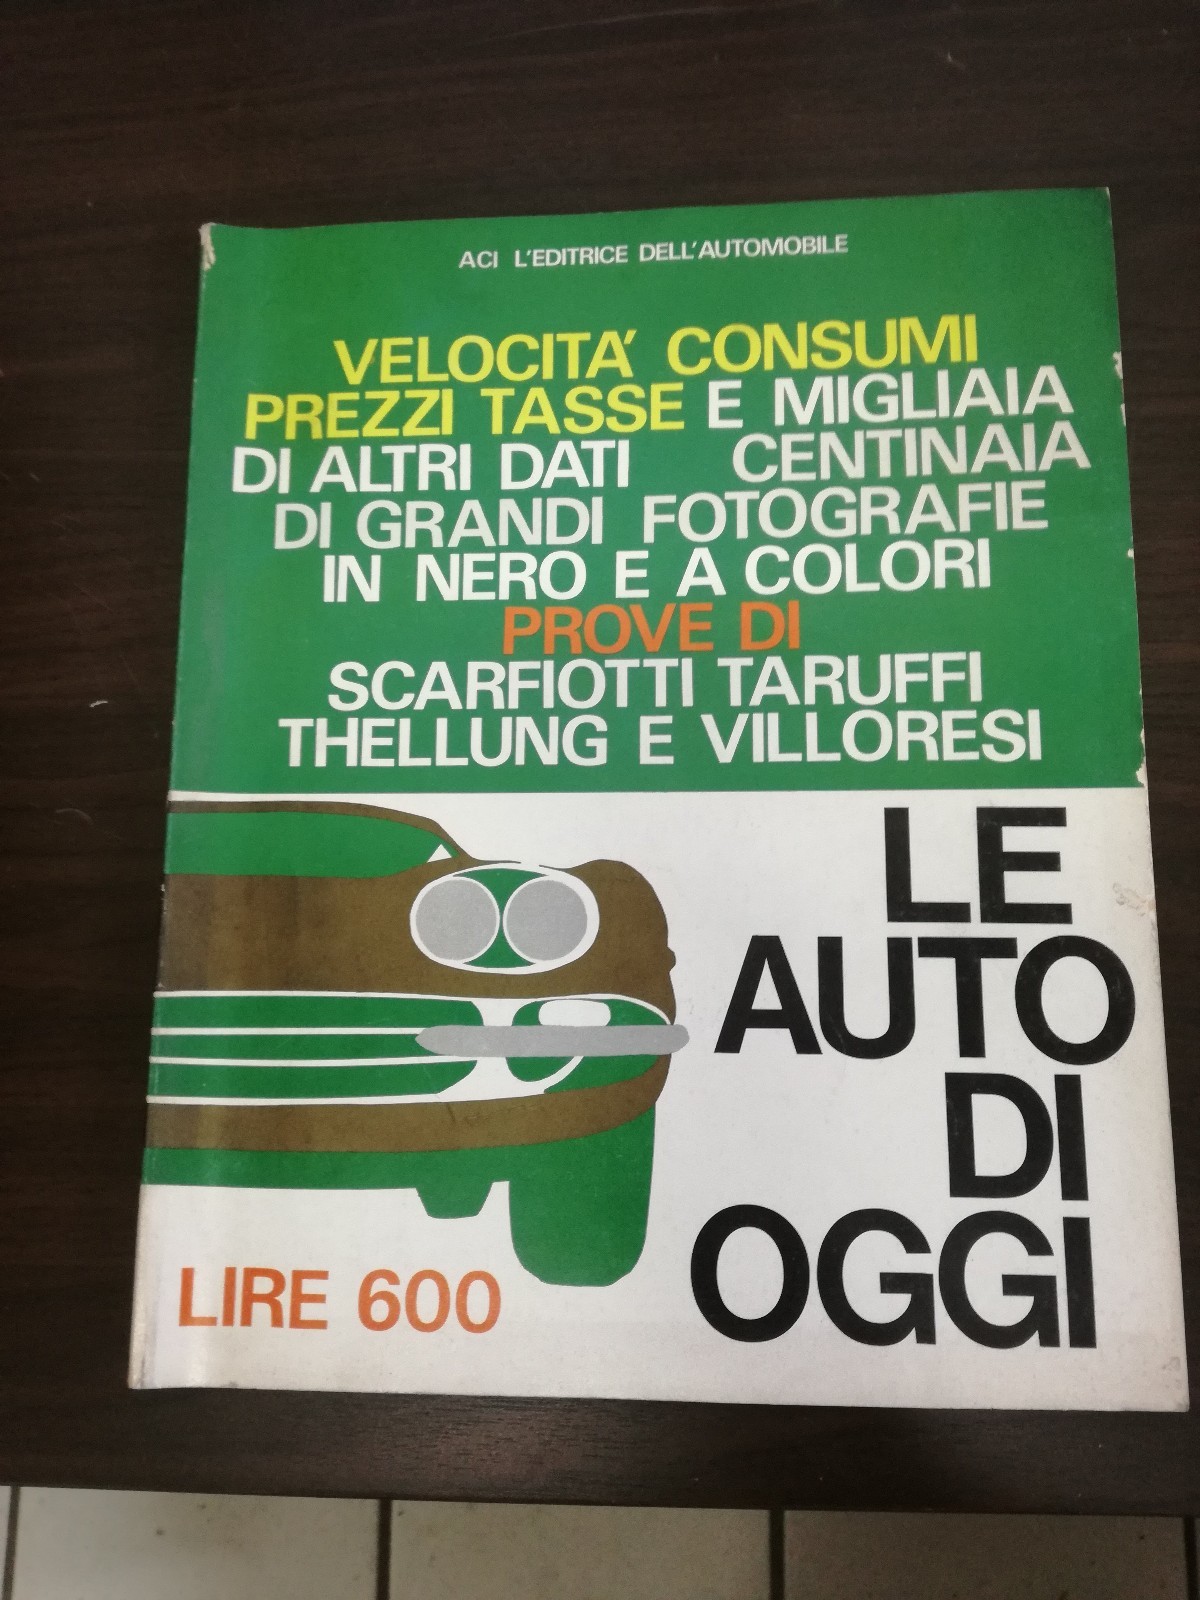 ACI L'EDITRICE DELL'AUTOMOBILE
VELOCITA' CONSUMI
PREZZI TASSE E MIGLIAIA
DI ALTRI DATI CENTINAIA
DI GRANDI FOTOGRAFIE
IN NERO E A COLORI
PROVE DI
SCARFIOTTI TARUFFI
THELLUNG E VILLORESI
LE
AUTO
DI
OGGI
LIRE 600